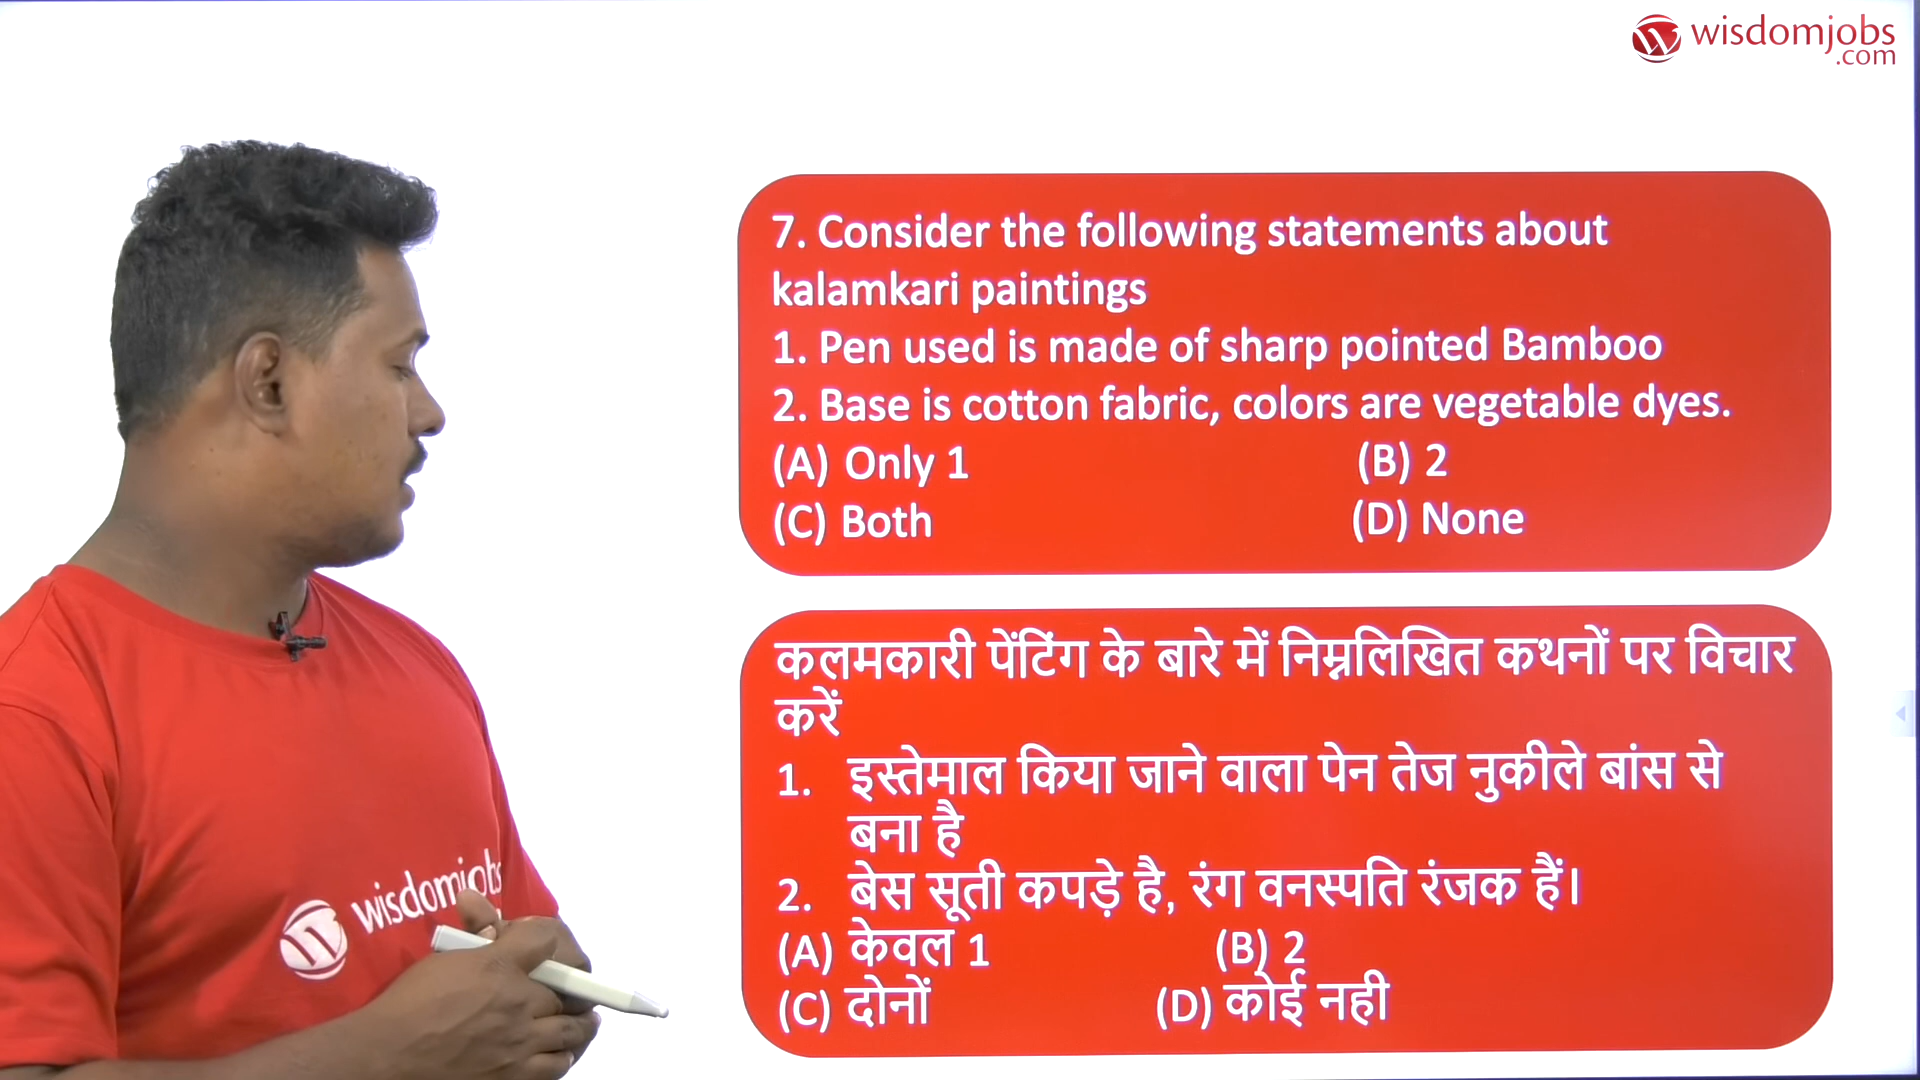 wisdomjobs
.com
7. Consider the following statements about
kalamkari paintings
1. Pen used is made of sharp pointed Bamboo
2. Base is cotton fabric, colors are vegetable dyes.
(A) Only 1 (B) 2
(C) Both (D) None
कलमकारी पेंटिंग के बारे में निम्नलिखित कथनों पर विचार
करें
1. इस्तेमाल किया जाने वाला पेन तेज नुकीले बांस से
बना है
2. बेस सूती कपड़े है, रंग वनस्पति रंजक हैं।
(A) केवल 1 (B) 2
(C) दोनों (D) कोई नही
wisdomjobs